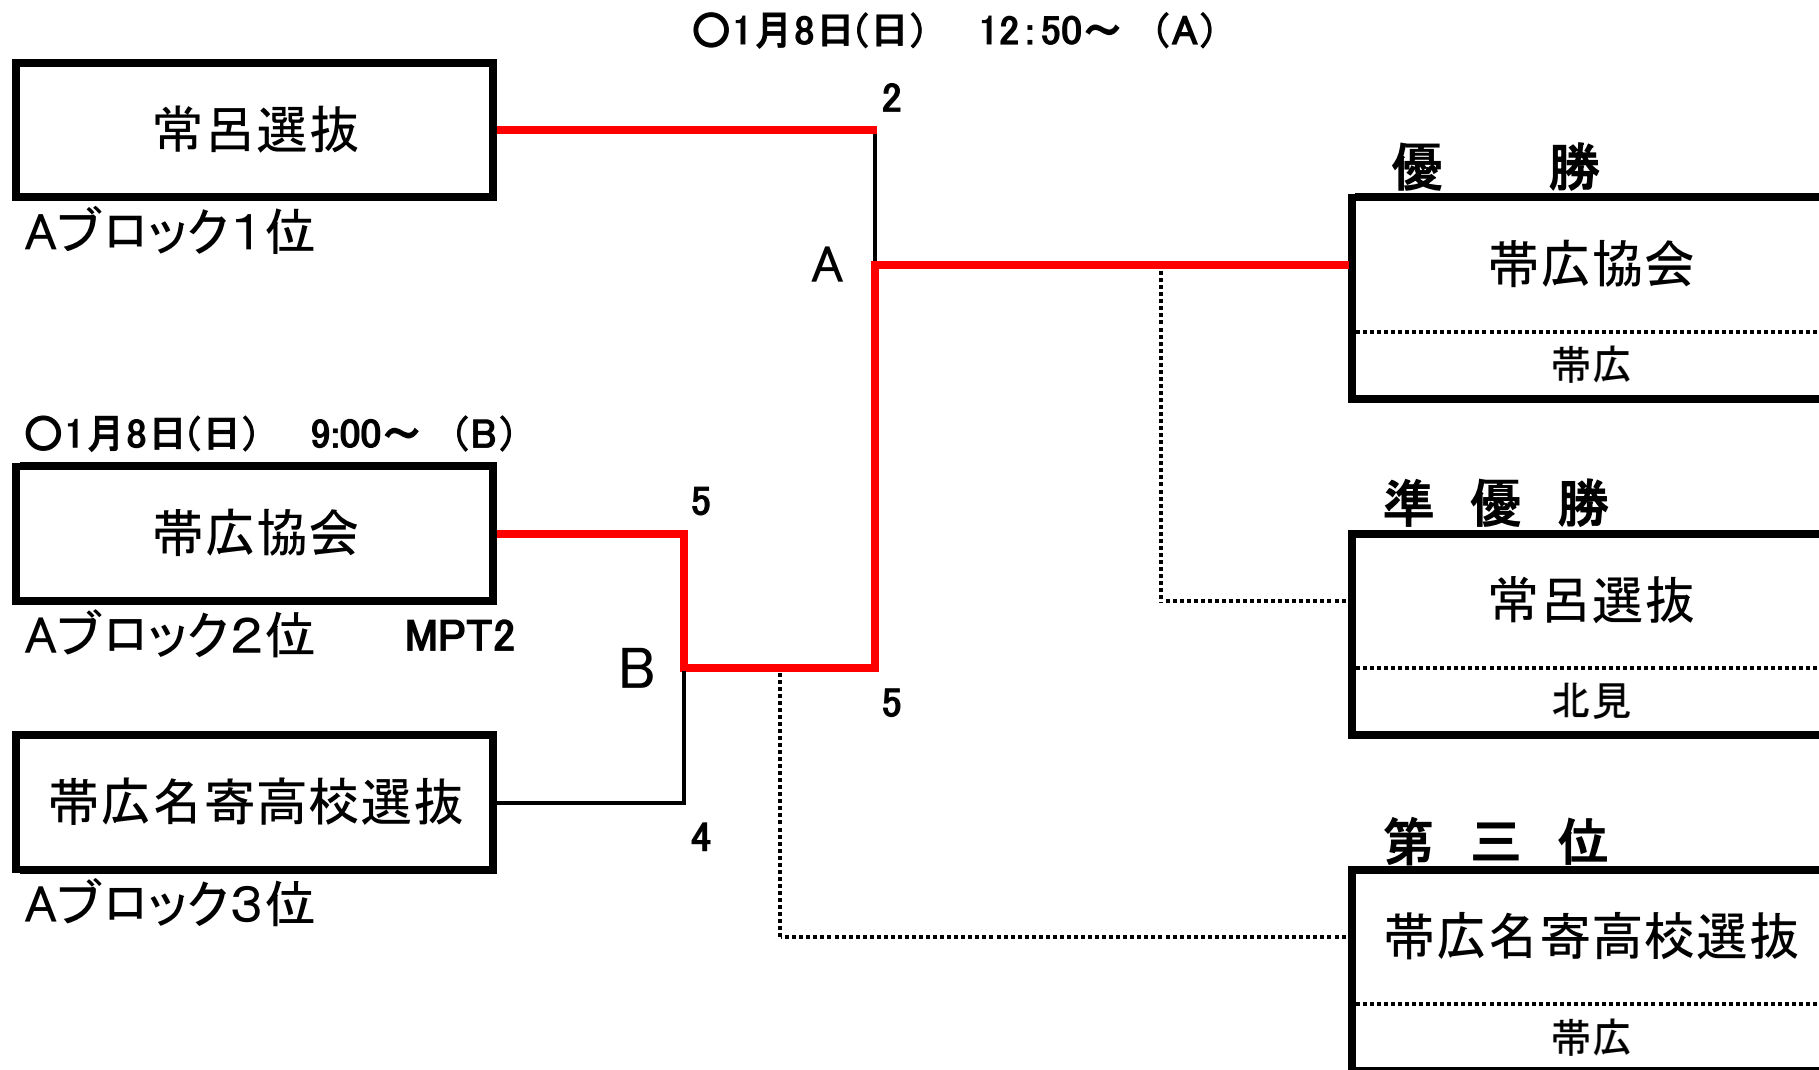 ○1月8日(日)　12：50～　(A)
2
常呂選抜
Aブロック1位
優　勝
帯広協会
帯広
A
○1月8日(日)　9:00～　(B)
5
帯広協会
Aブロック2位　MPT2
準 優 勝
常呂選抜
北見
B
5
帯広名寄高校選抜
4
Aブロック3位
第 三 位
帯広名寄高校選抜
帯広